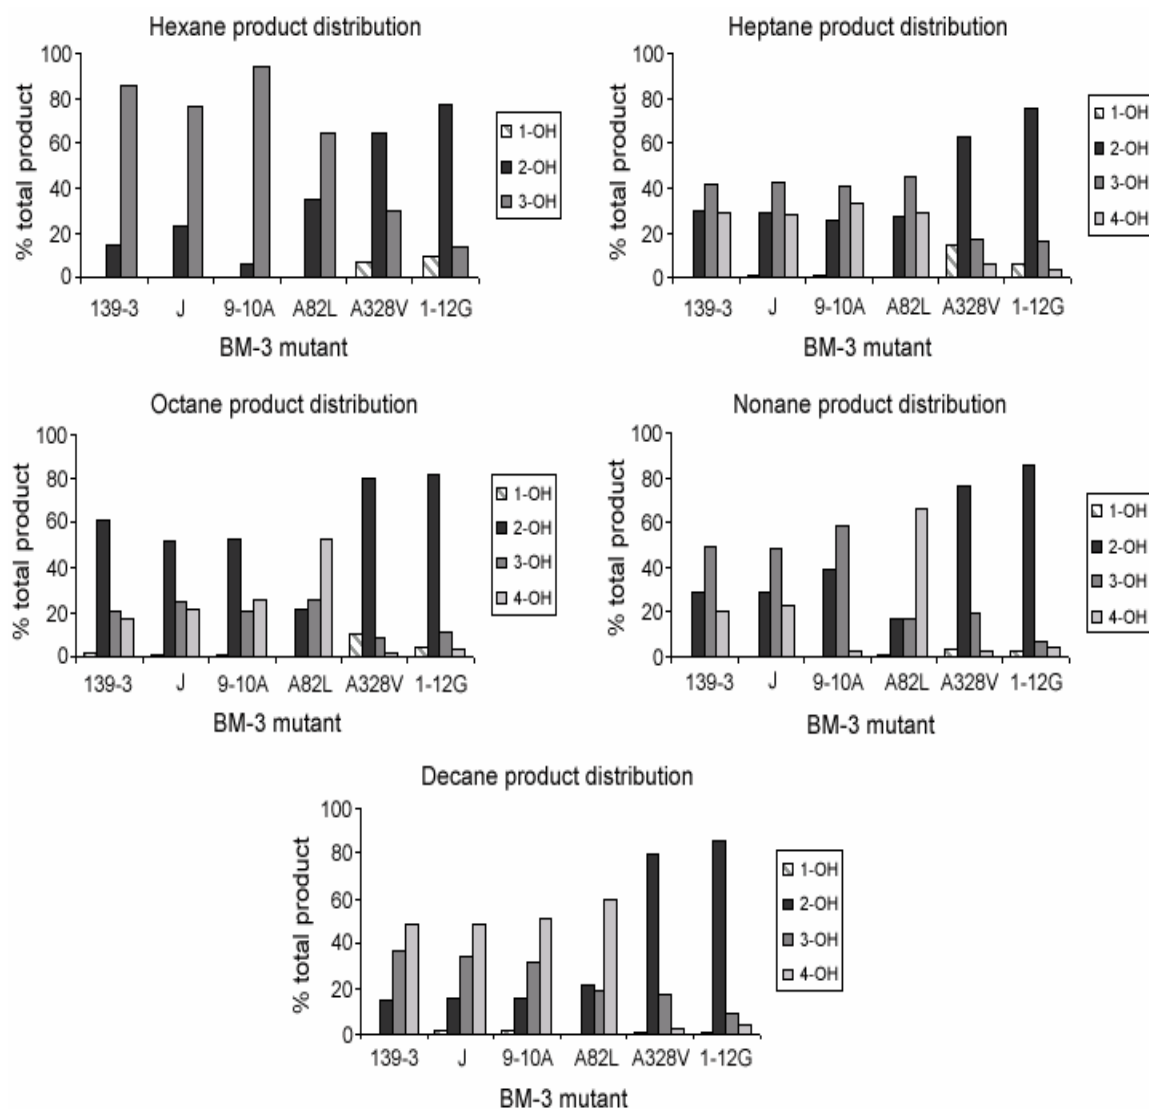 Hexane product distribution
% total product
100
80
60
40
20
0
139-3 J 9-10A A82L A328V 1-12G
BM-3 mutant
1-OH
2-OH
3-OH
Heptane product distribution
% total product
100
80
60
40
20
0
139-3 J 9-10A A82L A328V 1-12G
BM-3 mutant
1-OH
2-OH
3-OH
4-OH
Octane product distribution
% total product
100
80
60
40
20
0
139-3 J 9-10A A82L A328V 1-12G
BM-3 mutant
1-OH
2-OH
3-OH
4-OH
Nonane product distribution
% total product
100
80
60
40
20
0
139-3 J 9-10A A82L A328V 1-12G
BM-3 mutant
1-OH
2-OH
3-OH
4-OH
Decane product distribution
% total product
100
80
60
40
20
0
139-3 J 9-10A A82L A328V 1-12G
BM-3 mutant
1-OH
2-OH
3-OH
4-OH